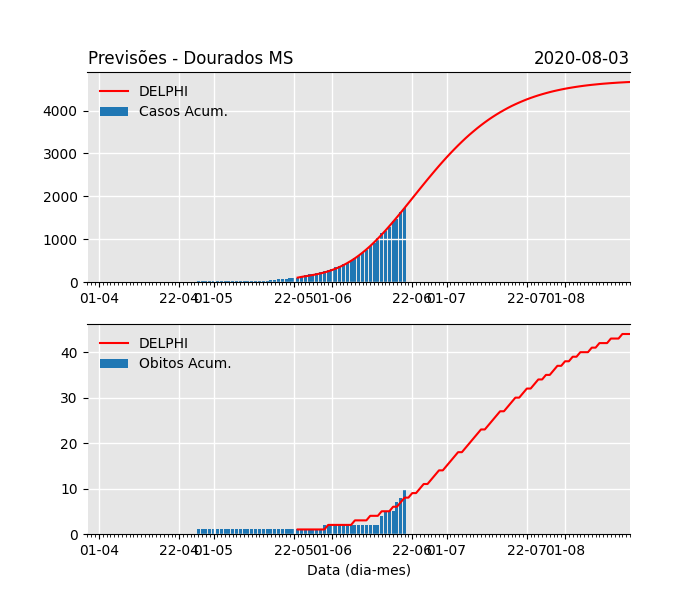 Previsões - Dourados MS 2020-08-03
DELPHI
Casos Acum.
4000
3000
2000
1000
0
01-04 22-04 01-05 22-05 01-06 22-06 01-07 22-07 01-08
DELPHI
Obitos Acum.
40
30
20
10
0
01-04 22-04 01-05 22-05 01-06 22-06 01-07 22-07 01-08
Data (dia-mes)